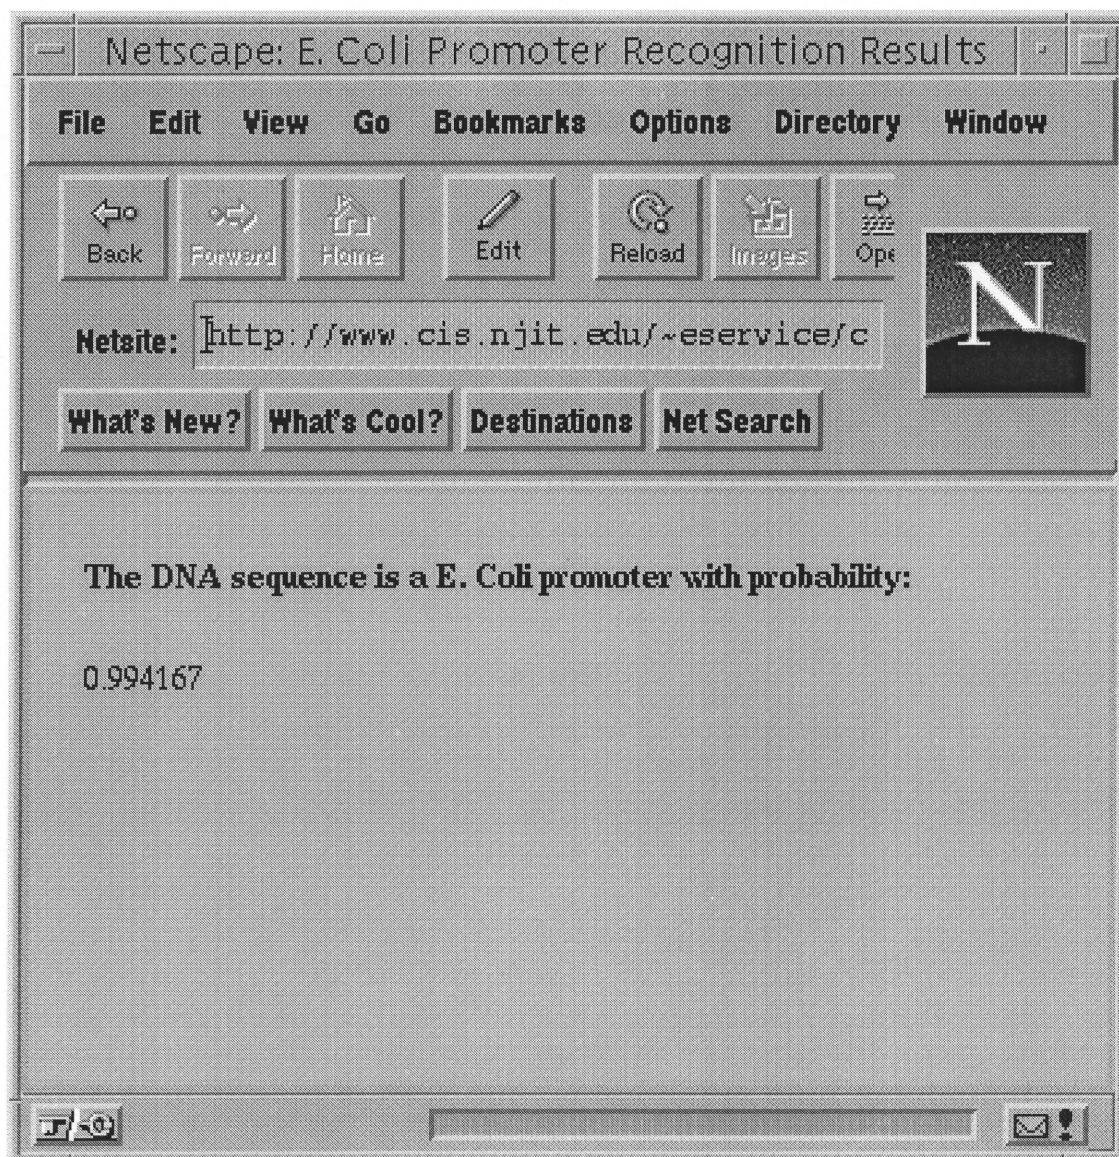 Netscape: E. Coli Promoter Recognition Results
File Edit View Go Bookmarks Options Directory Window
Back Forward Home Edit Reload Images Ope
N
Netsite: http://www.cis.njit.edu/~eservice/c
What's New? What's Cool? Destinations Net Search
The DNA sequence is a E. Coli promoter with probability:
0.994167